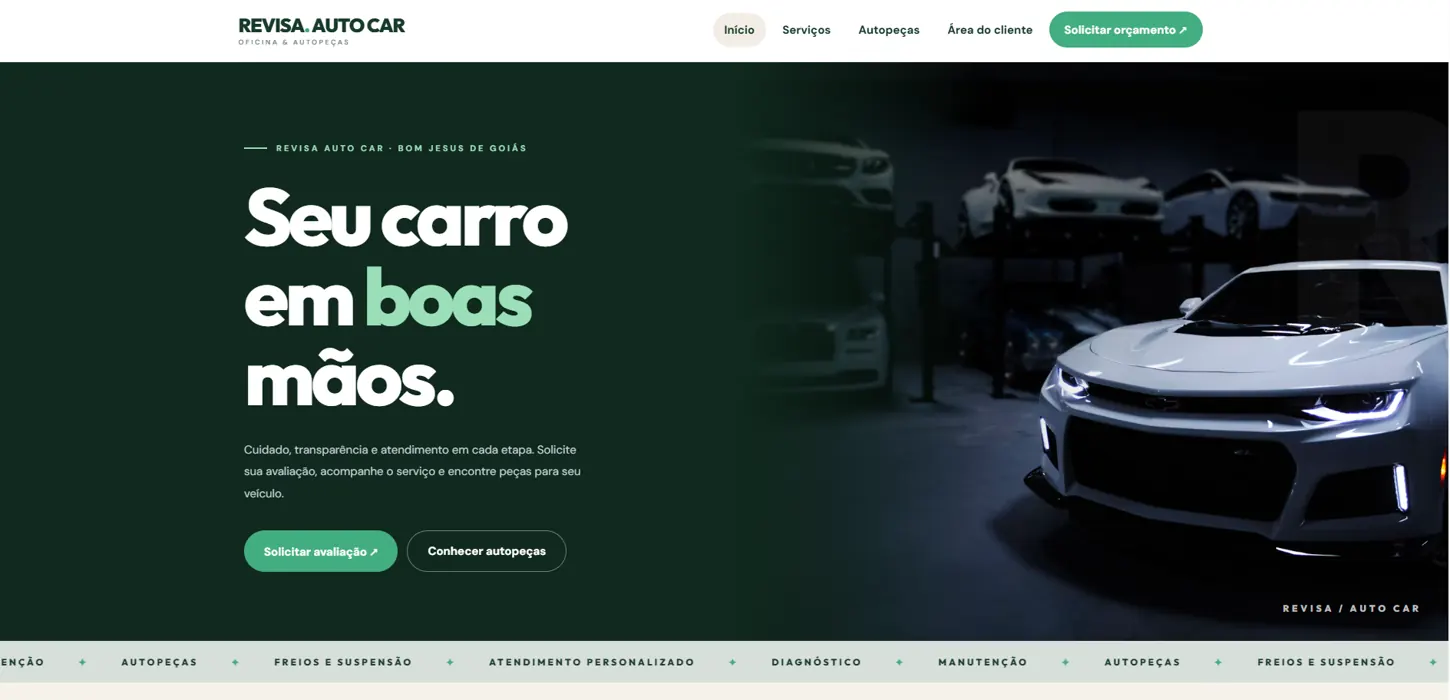 REVISA.AUTO CAR
OFICINA & AUTOPEÇAS
Início
Serviços
Autopeças
Área do cliente
Solicitar orçamento ↗
REVISA AUTO CAR · BOM JESUS DE GOIÁS
Seu carro
em boas
mãos.
Cuidado, transparência e atendimento em cada etapa. Solicite
sua avaliação, acompanhe o serviço e encontre peças para seu
veículo.
Solicitar avaliação ↗
Conhecer autopeças
R
REVISA / AUTO CAR
ENÇÃO ✦ AUTOPEÇAS ✦ FREIOS E SUSPENSÃO ✦ ATENDIMENTO PERSONALIZADO ✦ DIAGNÓSTICO ✦ MANUTENÇÃO ✦ AUTOPEÇAS ✦ FREIOS E SUSPENSÃO ✦